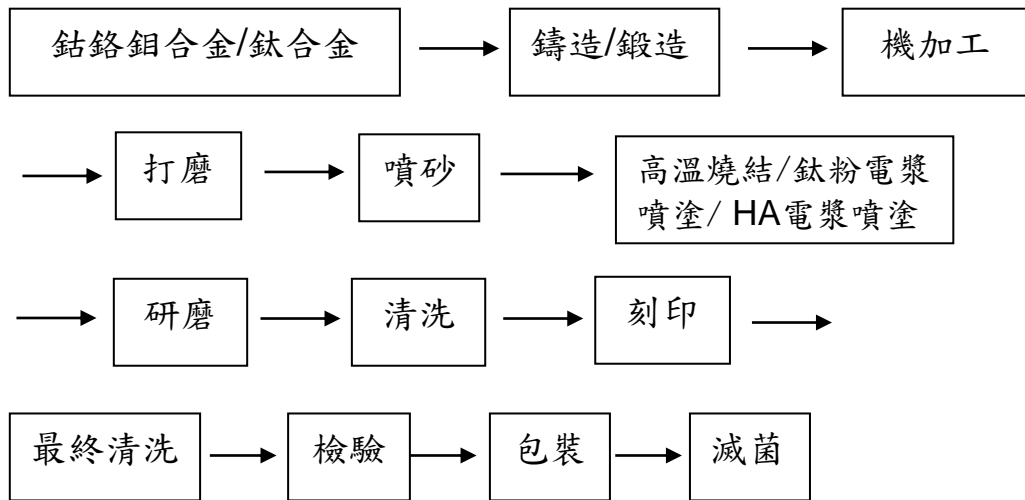 鈷鉻鉬合金/鈦合金
鑄造/鍛造
機加工
打磨
噴砂
高溫燒結/鈦粉電漿
噴塗/ HA電漿噴塗
研磨
清洗
刻印
最終清洗
檢驗
包裝
滅菌